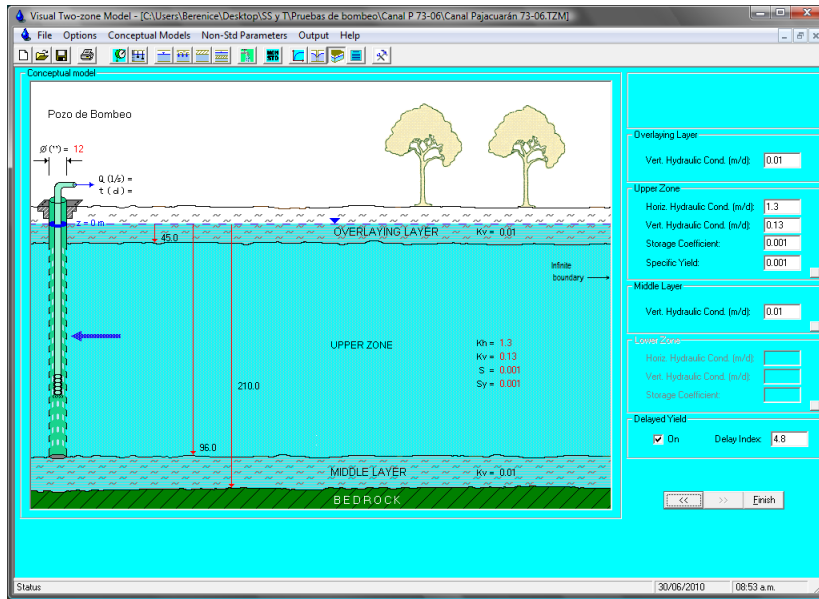 Visual Two-zone Model - [C:\Users\Berenice\Desktop\SS y T\Pruebas de bombeo\Canal P 73-06\Canal Pajacuarán 73-06.TZM]
File Options Conceptual Models Non-Std Parameters Output Help
Conceptual model
Pozo de Bombeo
Ø (") = 12
Q (l/s) =
t ( d ) =
z = 0 m
45.0
OVERLAYING LAYER Kv = 0.01
Infinite
boundary
UPPER ZONE
Kh = 1.3
Kv = 0.13
S = 0.001
Sy = 0.001
210.0
96.0
MIDDLE LAYER Kv = 0.01
BEDROCK
Overlaying Layer
Vert. Hydraulic Cond. (m/d): 0.01
Upper Zone
Horiz. Hydraulic Cond. (m/d): 1.3
Vert. Hydraulic Cond. (m/d): 0.13
Storage Coefficient: 0.001
Specific Yield: 0.001
Middle Layer
Vert. Hydraulic Cond. (m/d): 0.01
Lower Zone
Horiz. Hydraulic Cond. (m/d):
Vert. Hydraulic Cond. (m/d):
Storage Coefficient:
Delayed Yield
On Delay Index: 4.8
<< >> Finish
Status 30/06/2010 08:53 a.m.